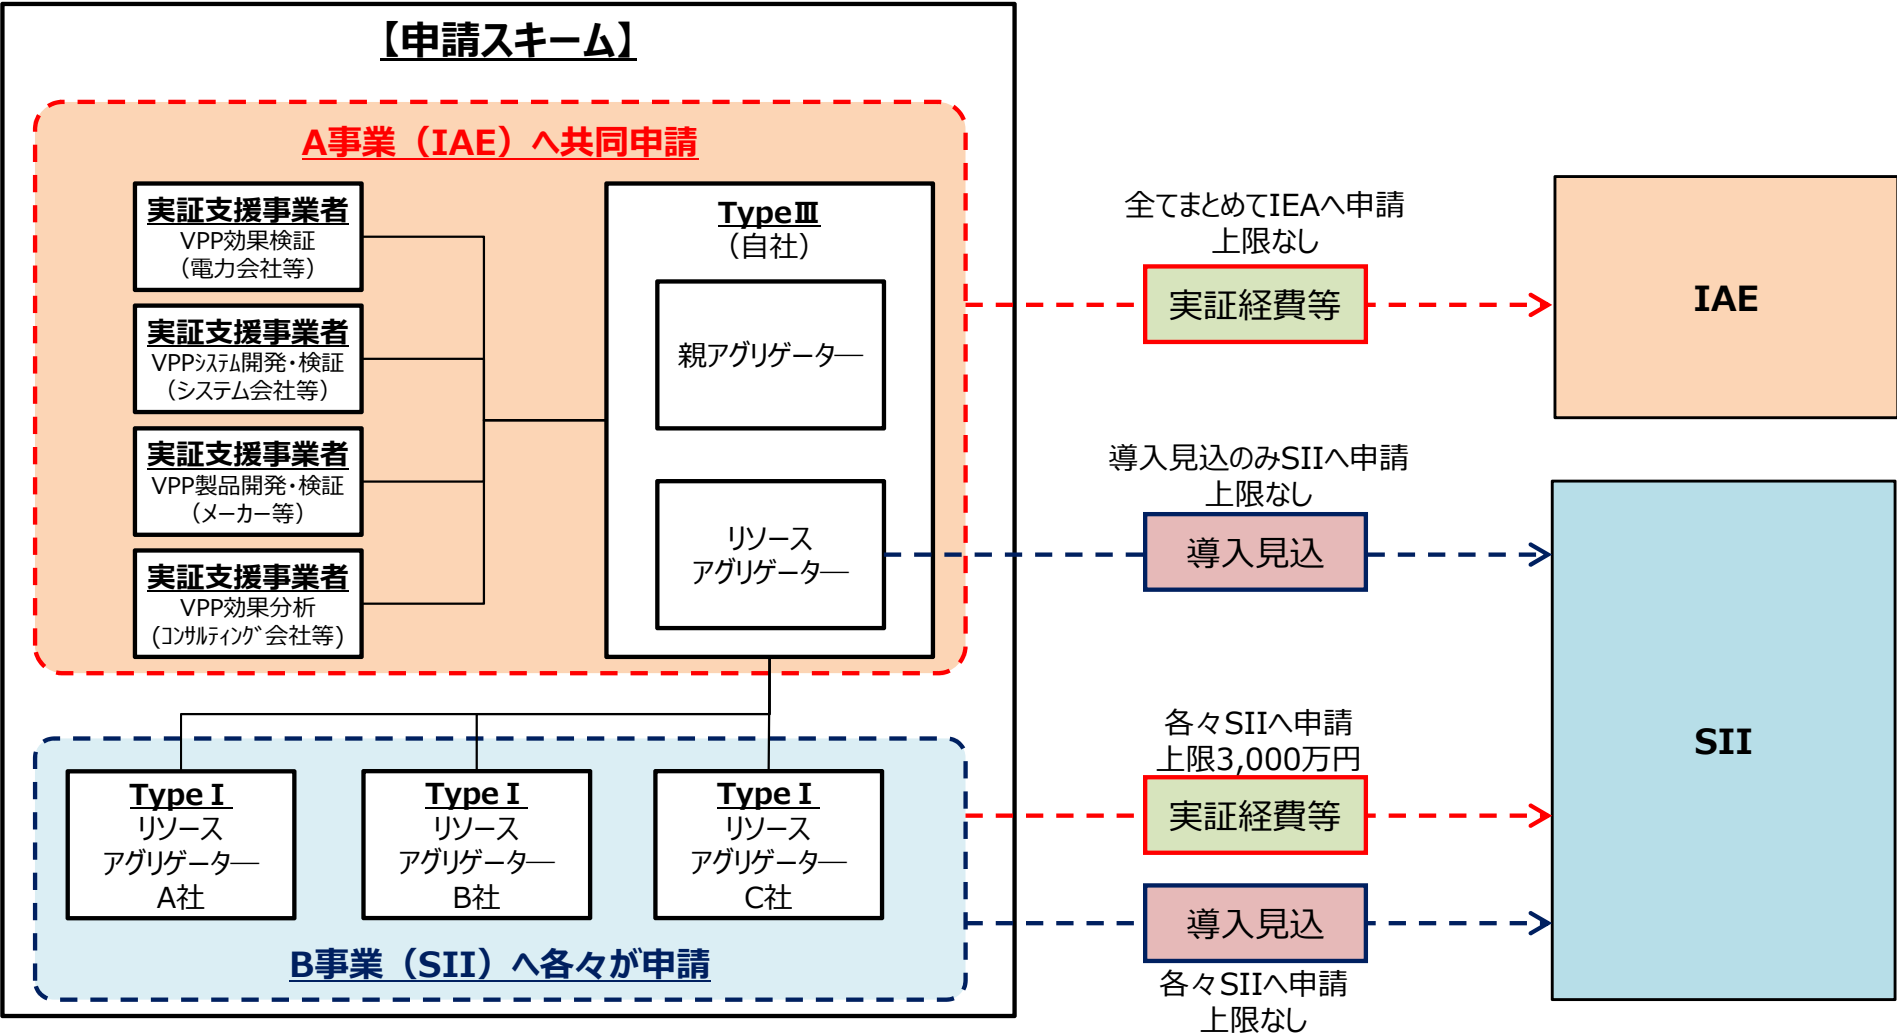 【申請スキーム】
A事業（IAE）へ共同申請
実証支援事業者
VPP効果検証
（電力会社等）
実証支援事業者
VPPｼｽﾃﾑ開発・検証
（システム会社等）
実証支援事業者
VPP製品開発・検証
（メーカー等）
実証支援事業者
VPP効果分析
(ｺﾝｻﾙﾃｨﾝｸﾞ会社等)
TypeⅢ
（自社）
親アグリゲーター
リソース
アグリゲーター
TypeⅠ
リソース
アグリゲーター
A社
TypeⅠ
リソース
アグリゲーター
B社
TypeⅠ
リソース
アグリゲーター
C社
B事業（SII）へ各々が申請
全てまとめてIEAへ申請
上限なし
実証経費等
導入見込のみSIIへ申請
上限なし
導入見込
各々SIIへ申請
上限3,000万円
実証経費等
導入見込
各々SIIへ申請
上限なし
IAE
SII